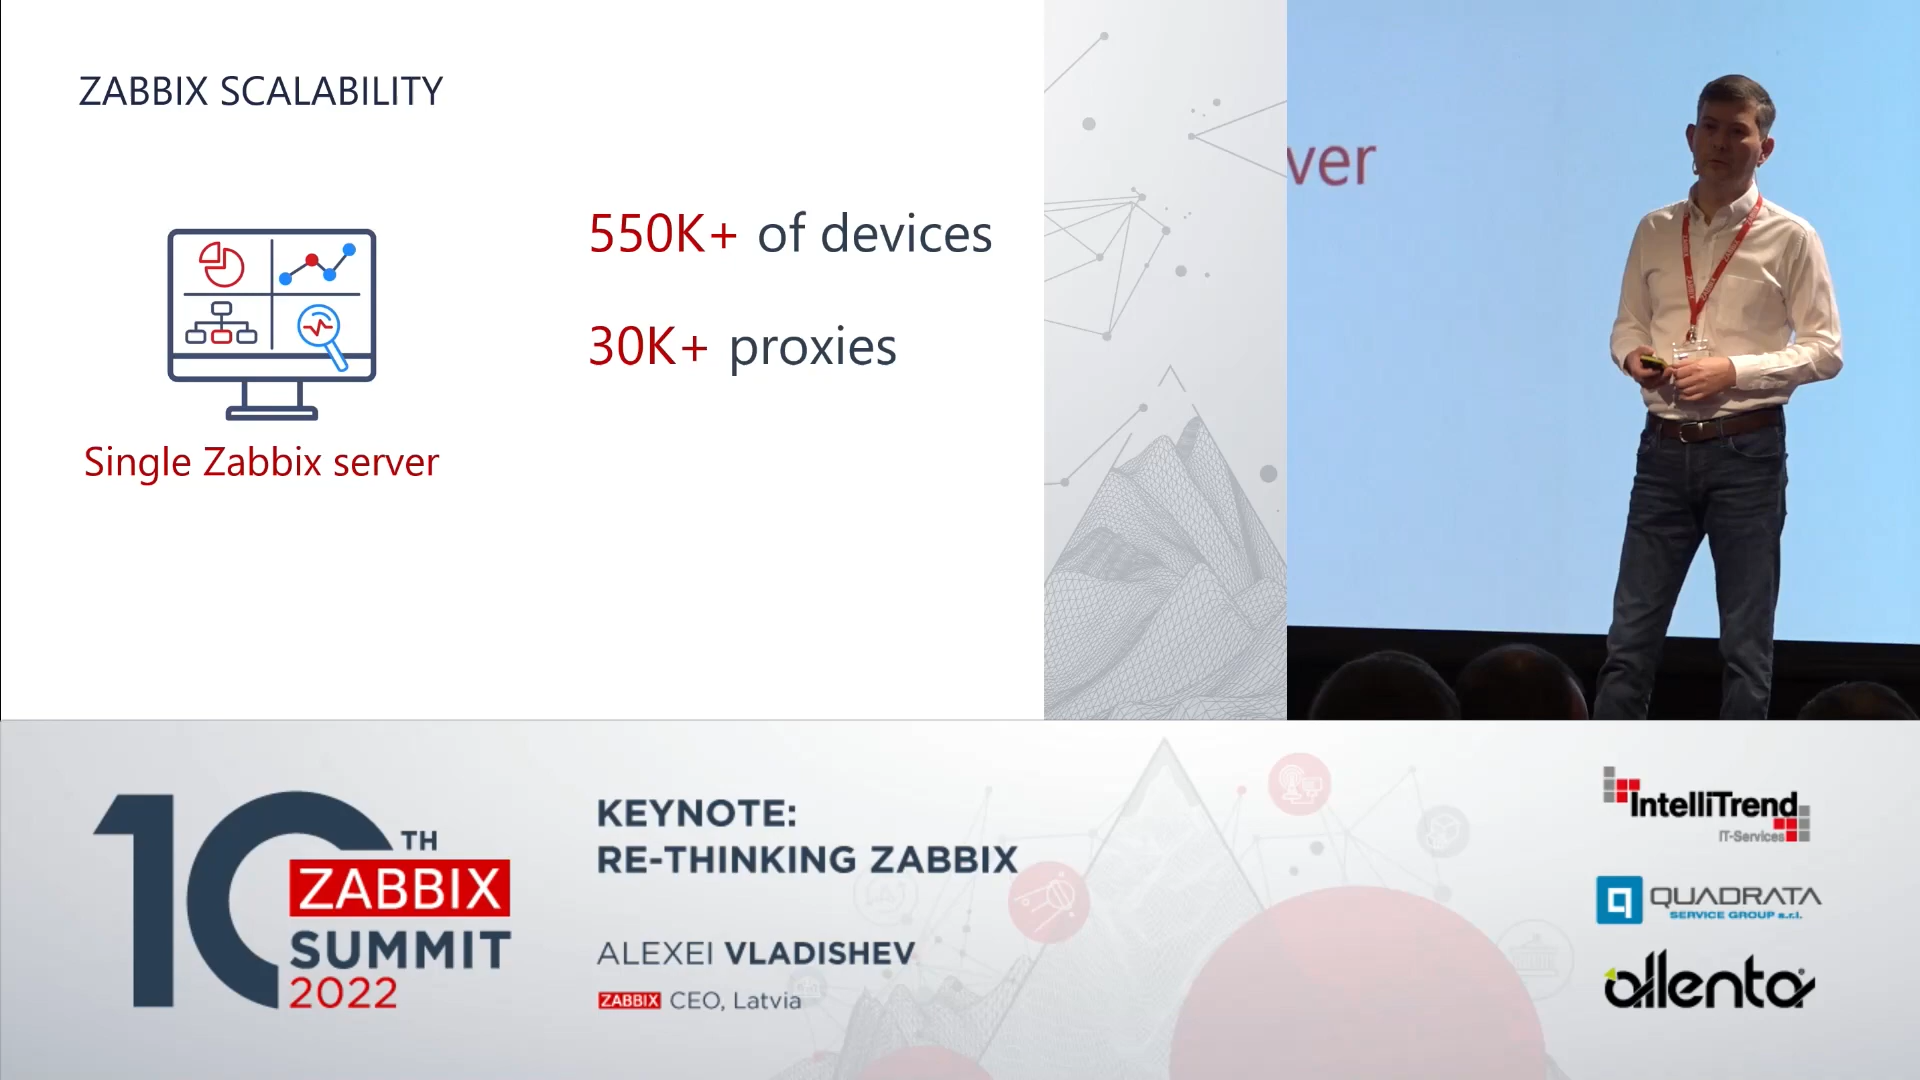 ZABBIX SCALABILITY
550K+ of devices
30K+ proxies
Single Zabbix server
ver
10TH
ZABBIX
SUMMIT
2022
KEYNOTE:
RE-THINKING ZABBIX
ALEXEI VLADISHEV
ZABBIX CEO, Latvia
IntelliTrend
IT-Services
QUADRATA
SERVICE GROUP s.r.l.
allenta